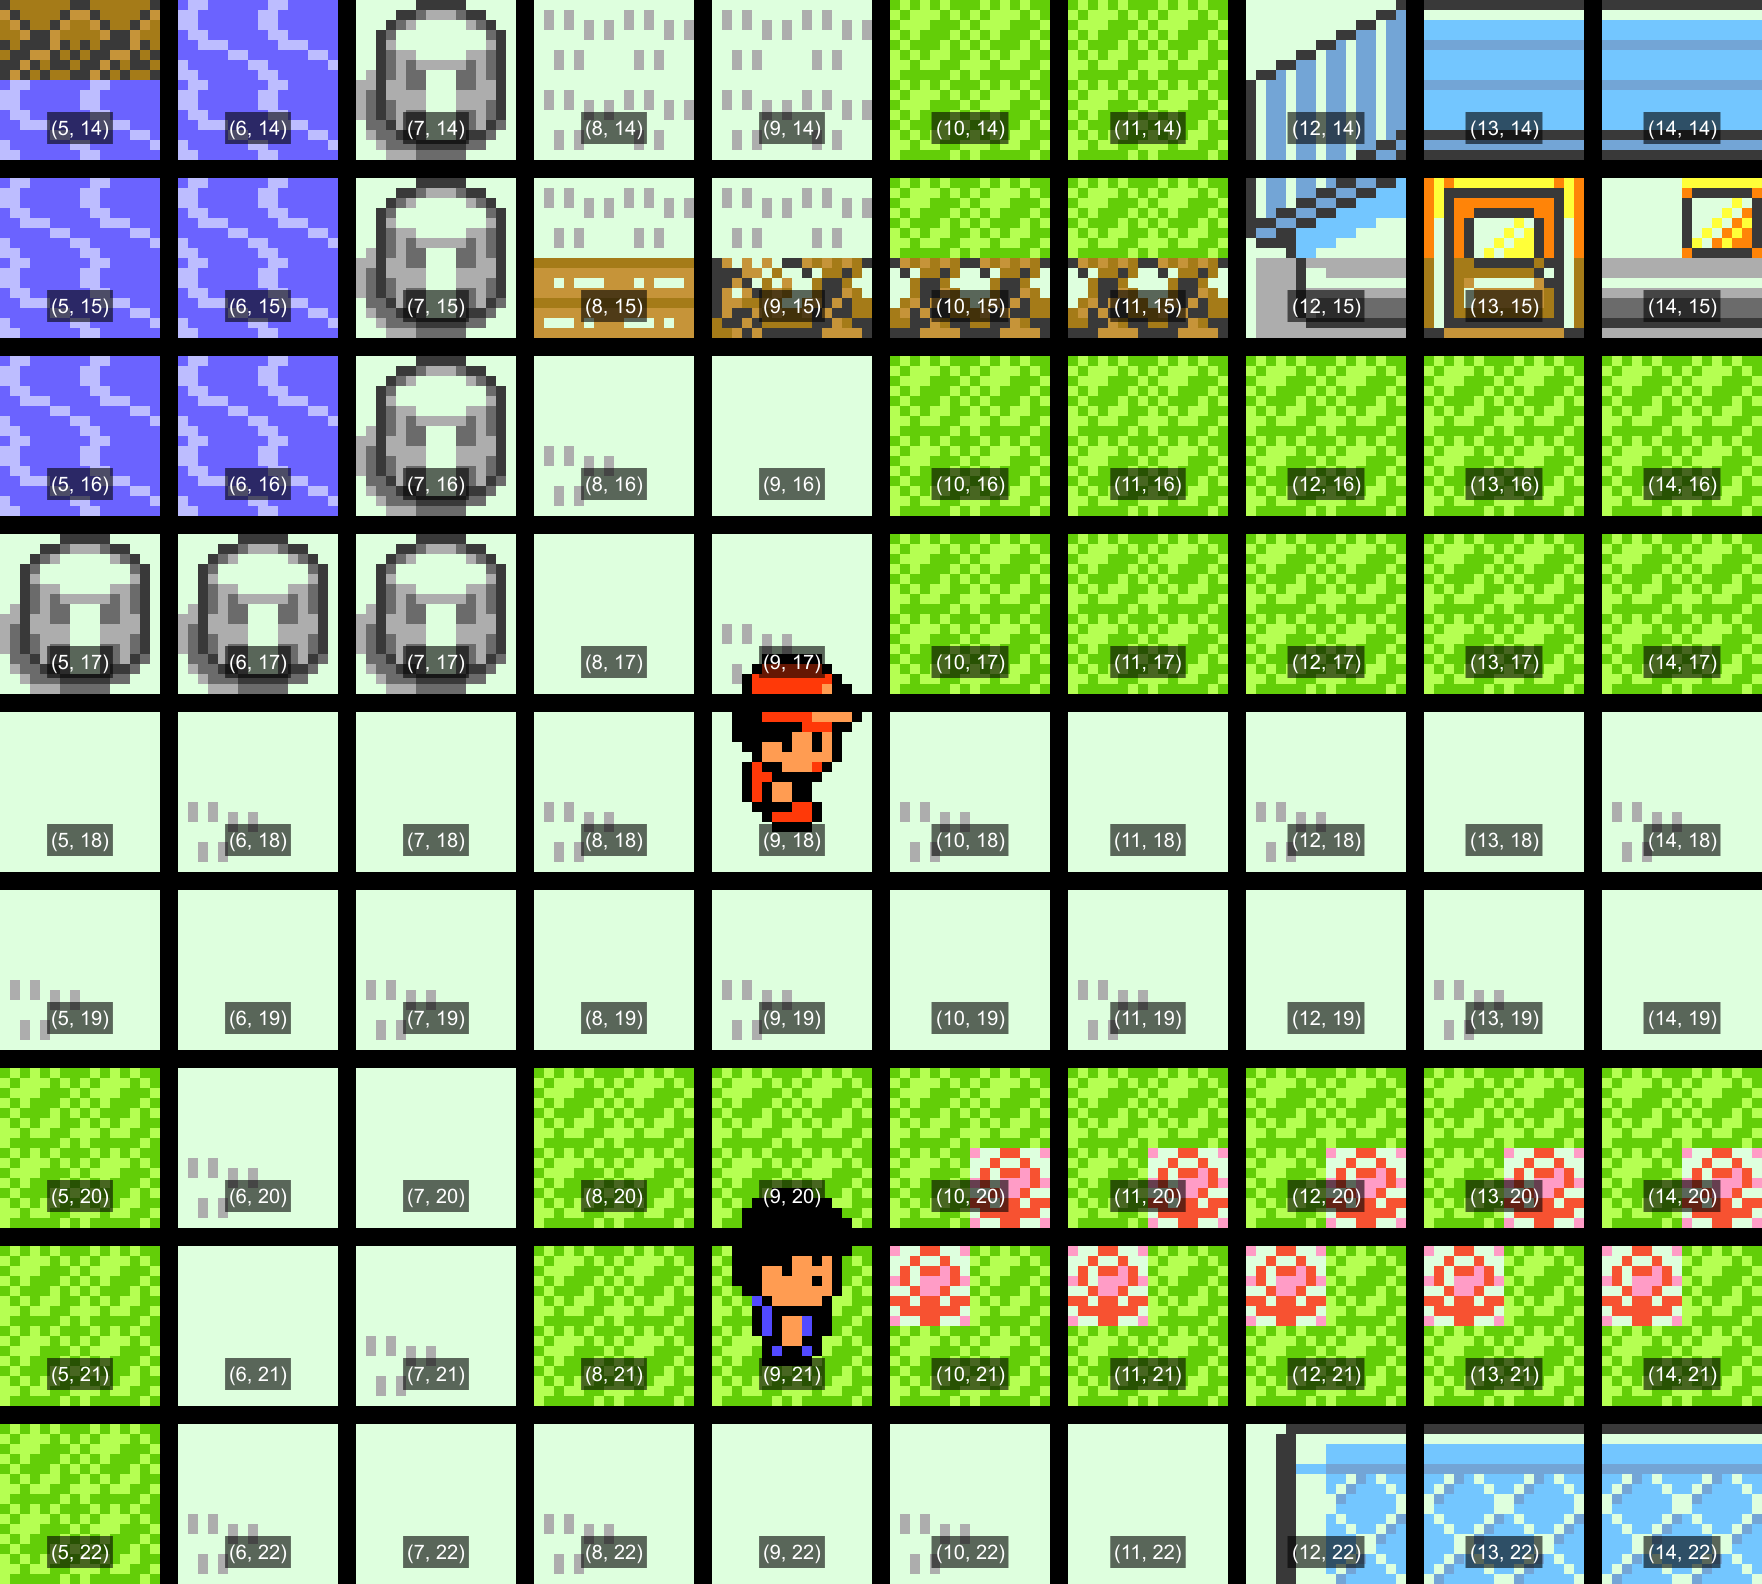 (5, 14) (6, 14) (7, 14) (8, 14) (9, 14) (10, 14) (11, 14) (12, 14) (13, 14) (14, 14)
(5, 15) (6, 15) (7, 15) (8, 15) (9, 15) (10, 15) (11, 15) (12, 15) (13, 15) (14, 15)
(5, 16) (6, 16) (7, 16) (8, 16) (9, 16) (10, 16) (11, 16) (12, 16) (13, 16) (14, 16)
(5, 17) (6, 17) (7, 17) (8, 17) (9, 17) (10, 17) (11, 17) (12, 17) (13, 17) (14, 17)
(5, 18) (6, 18) (7, 18) (8, 18) (9, 18) (10, 18) (11, 18) (12, 18) (13, 18) (14, 18)
(5, 19) (6, 19) (7, 19) (8, 19) (9, 19) (10, 19) (11, 19) (12, 19) (13, 19) (14, 19)
(5, 20) (6, 20) (7, 20) (8, 20) (9, 20) (10, 20) (11, 20) (12, 20) (13, 20) (14, 20)
(5, 21) (6, 21) (7, 21) (8, 21) (9, 21) (10, 21) (11, 21) (12, 21) (13, 21) (14, 21)
(5, 22) (6, 22) (7, 22) (8, 22) (9, 22) (10, 22) (11, 22) (12, 22) (13, 22) (14, 22)